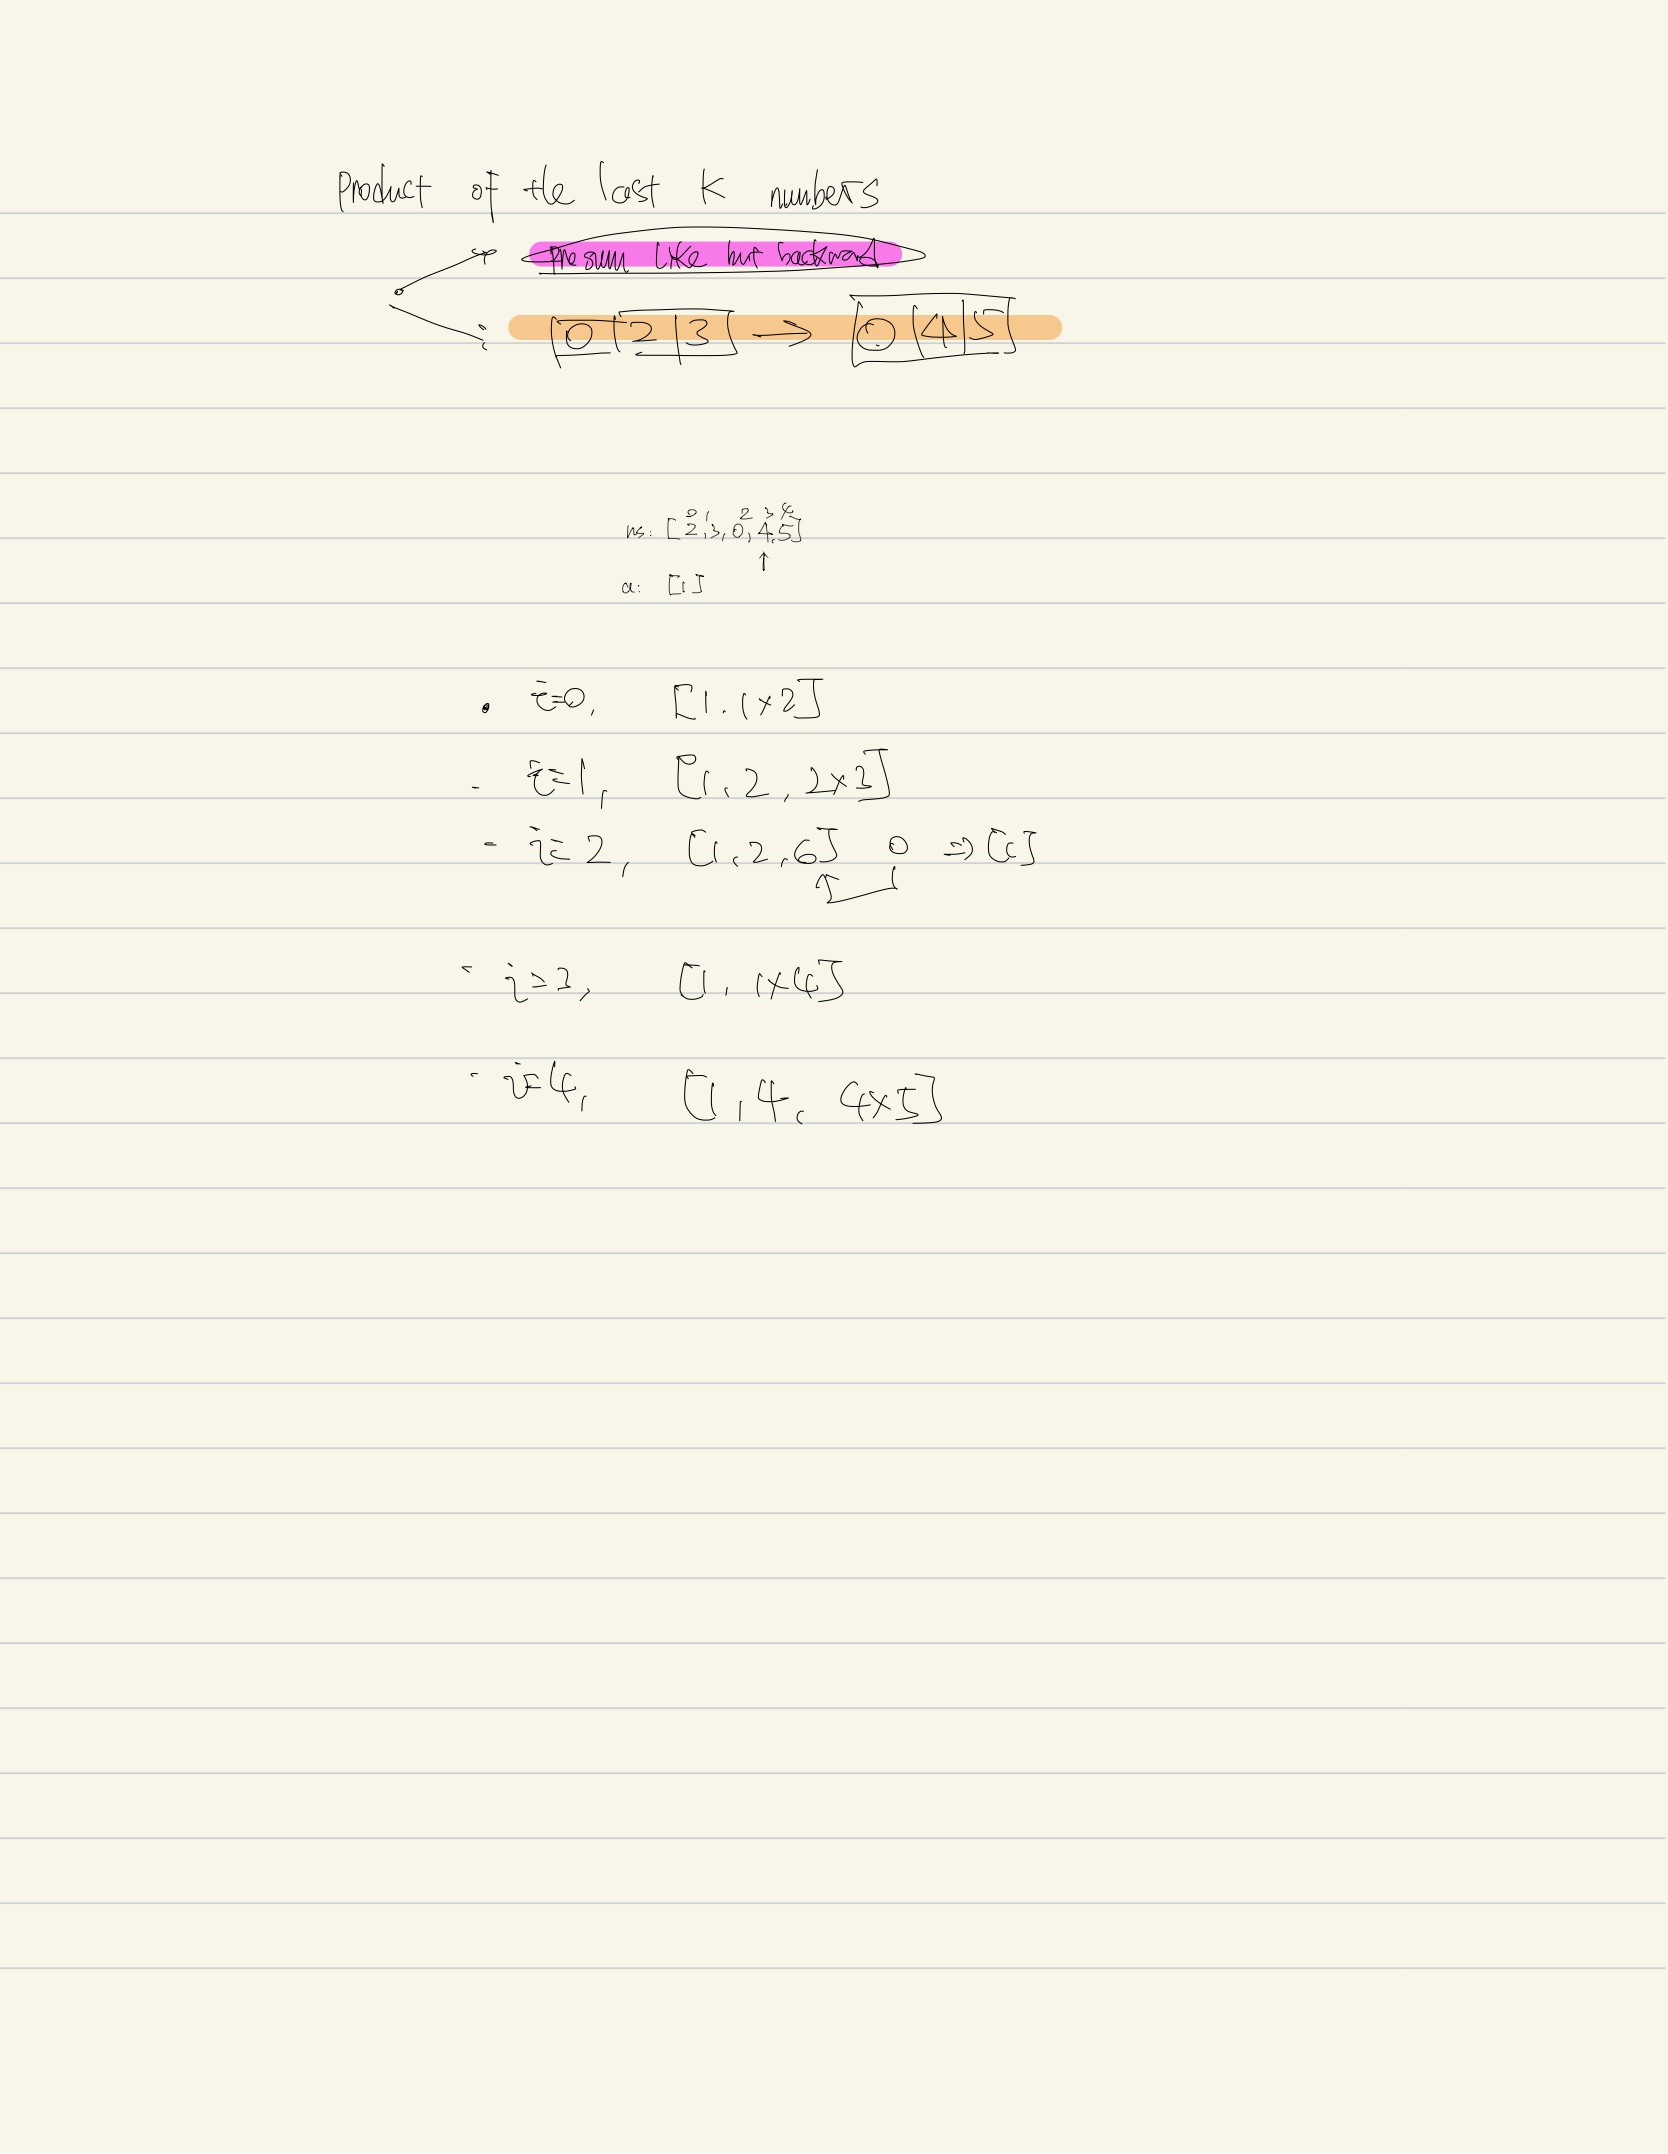 Product of the last K numbers
presum like but backward
0 | 2 | 3 → 0 | 4 | 5
0 1 2 3 4
ns: [2,3,0,4,5]
↑
a: [1]
• i=0, [1, 1×2]
- i=1, [1, 2, 2×3]
- i=2, [1, 2, 6] 0 ⇒ [1]
- i=3, [1, 1×4]
- i=4, [1, 4, 4×5]